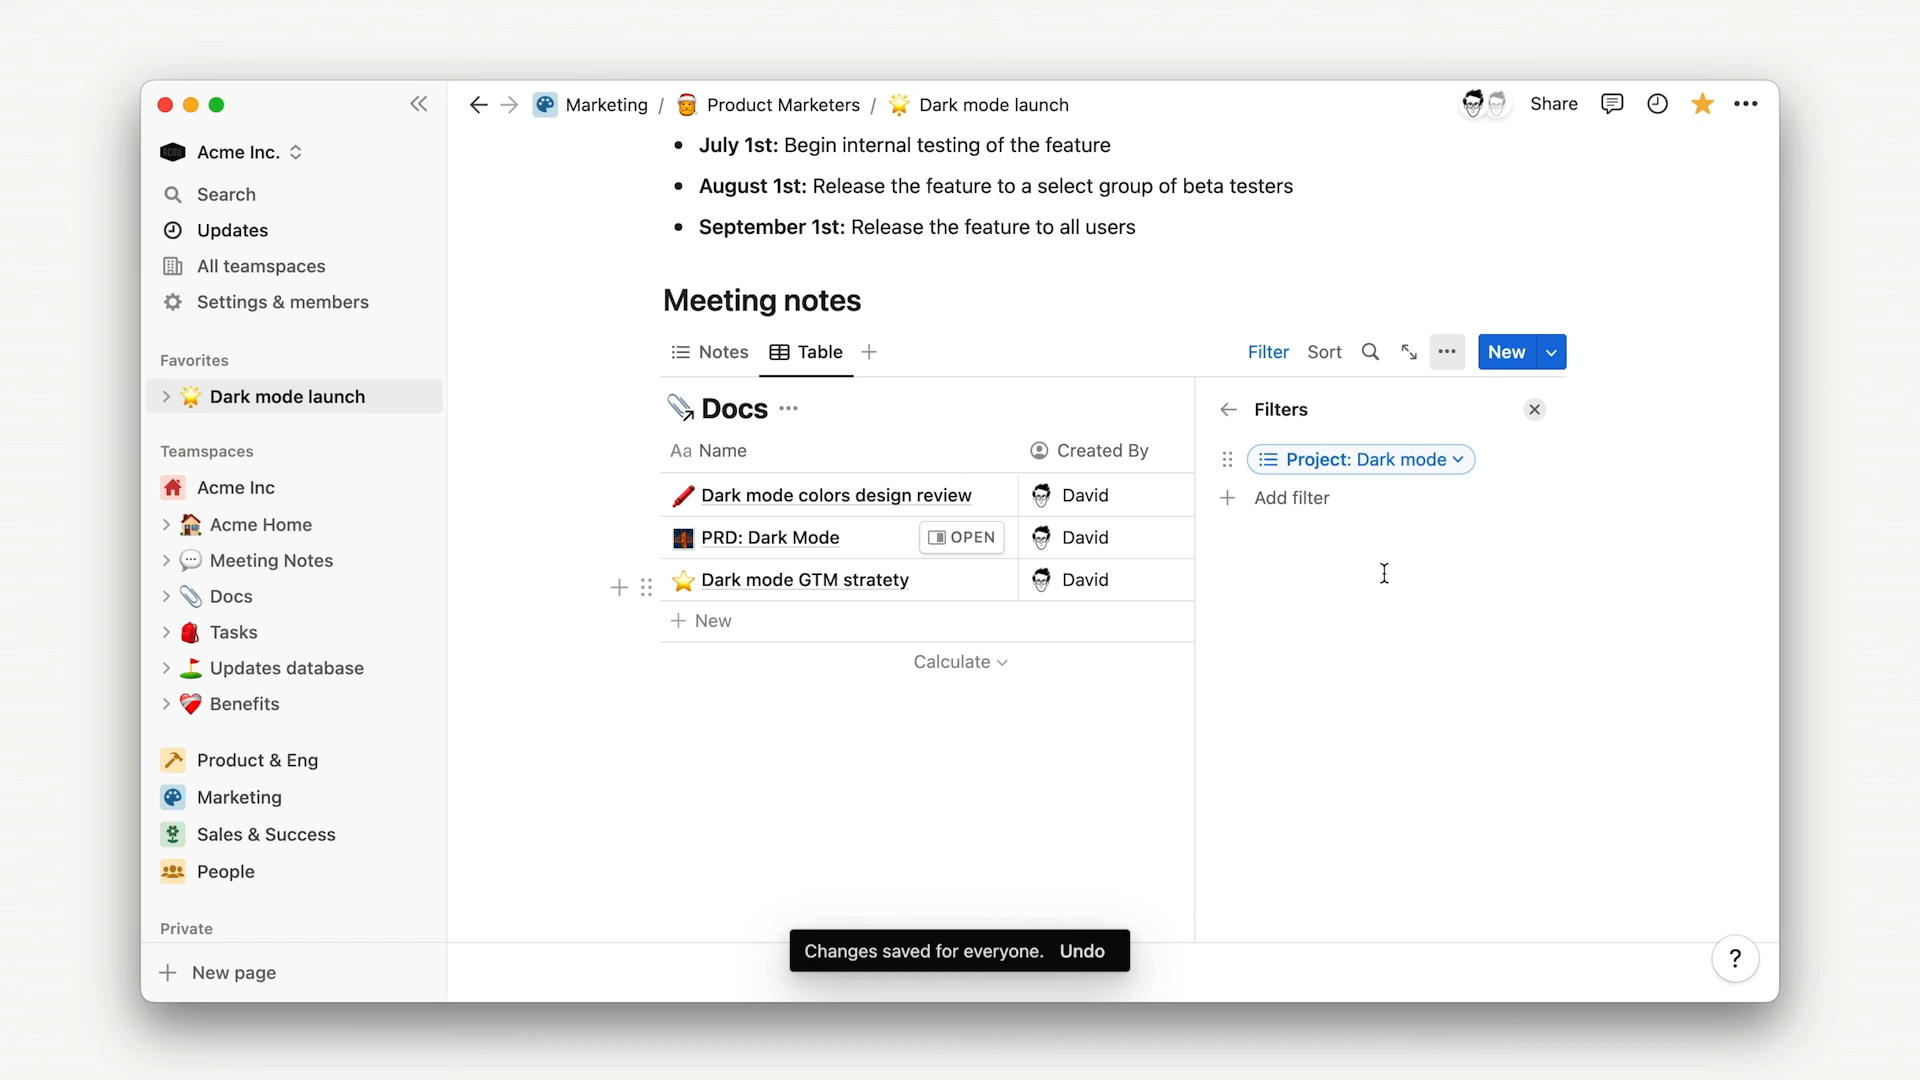 Acme Inc.
Search
Updates
All teamspaces
Settings & members
Favorites
Dark mode launch
Teamspaces
Acme Inc
Acme Home
Meeting Notes
Docs
Tasks
Updates database
Benefits
Product & Eng
Marketing
Sales & Success
People
Private
New page
Marketing / Product Marketers / Dark mode launch
Share
July 1st: Begin internal testing of the feature
August 1st: Release the feature to a select group of beta testers
September 1st: Release the feature to all users
Meeting notes
Notes Table
Filter Sort New
Docs
Aa Name Created By
Dark mode colors design review David
PRD: Dark Mode OPEN David
Dark mode GTM stratety David
New
Calculate
Filters
Project: Dark mode
Add filter
Changes saved for everyone. Undo
?